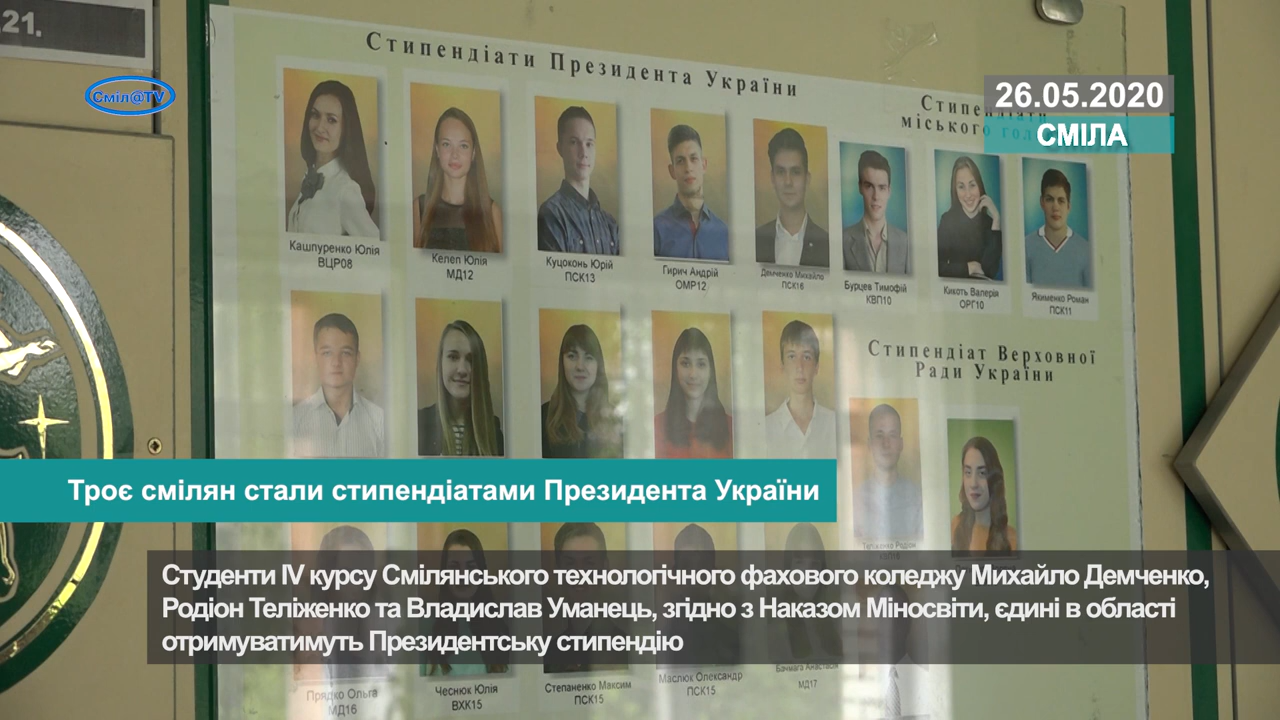 21.
Сміл@TV
Стипендіати Президента України
26.05.2020
СМІЛА
Стипендіати
міського
Кашпуренко Юлія
ВЦР08
Келеп Юлія
МД12
Куцоконь Юрій
ПСК13
Гирич Андрій
ОМР12
Демченко Михайло
ПСК16
Бурцев Тимофій
КВП10
Кикоть Валерія
ОРГ10
Якименко Роман
ПСК11
Стипендіат Верховної
Ради України
Троє смілян стали стипендіатами Президента України
Теліженко Родіон
Студенти IV курсу Смілянського технологічного фахового коледжу Михайло Демченко,
Родіон Теліженко та Владислав Уманець, згідно з Наказом Міносвіти, єдині в області
отримуватимуть Президентську стипендію
Прядко Ольга
МД16
Чеснюк Юлія
ВХК15
Степаненко Максим
ПСК15
Маслюк Олександр
ПСК15
Бачмага Анастасія
МД17